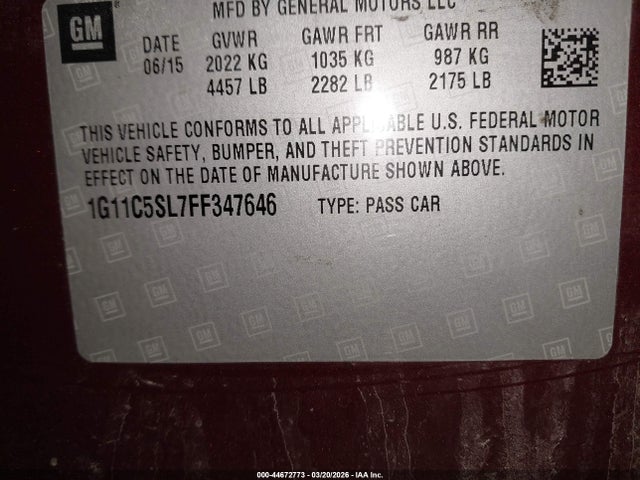 MFD BY GENERAL MOTORS LLC
GM
DATE GVWR GAWR FRT GAWR RR
06/15 2022 KG 1035 KG 987 KG
4457 LB 2282 LB 2175 LB
THIS VEHICLE CONFORMS TO ALL APPLICABLE U.S. FEDERAL MOTOR
VEHICLE SAFETY, BUMPER, AND THEFT PREVENTION STANDARDS IN
EFFECT ON THE DATE OF MANUFACTURE SHOWN ABOVE.
1G11C5SL7FF347646 TYPE: PASS CAR
000-44672773 — 03/20/2026 — IAA Inc.